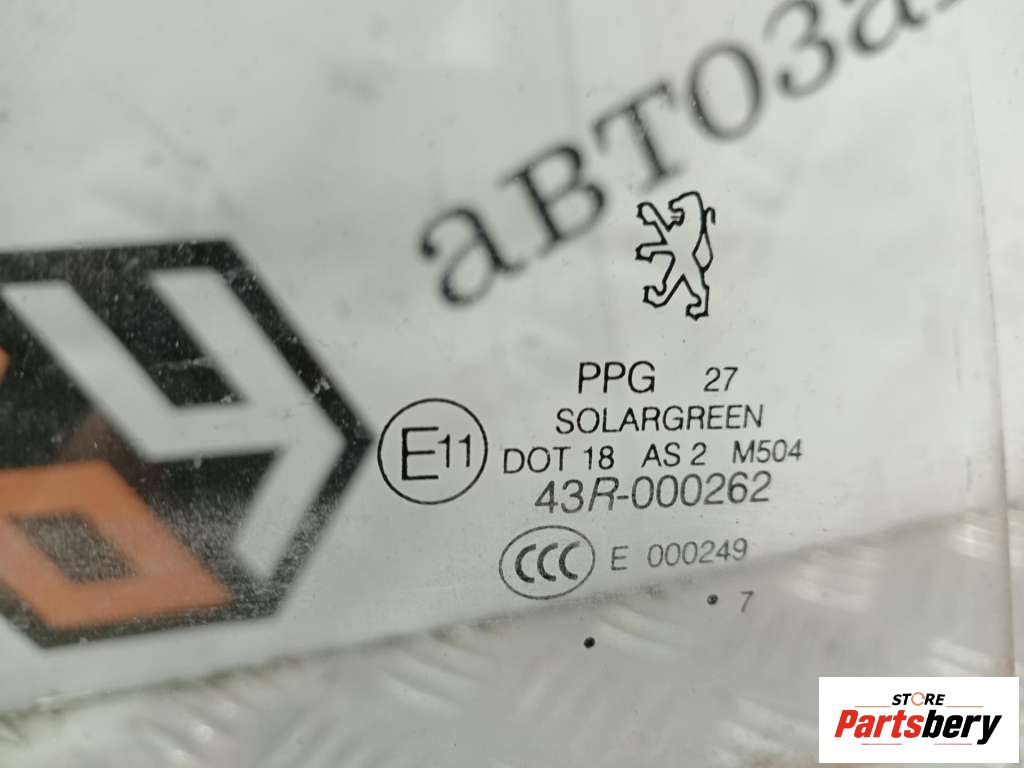 автоза
PPG 27
SOLARGREEN
E11
DOT 18 AS 2 M504
43R-000262
CCC E 000249
7
STORE
Partsbery